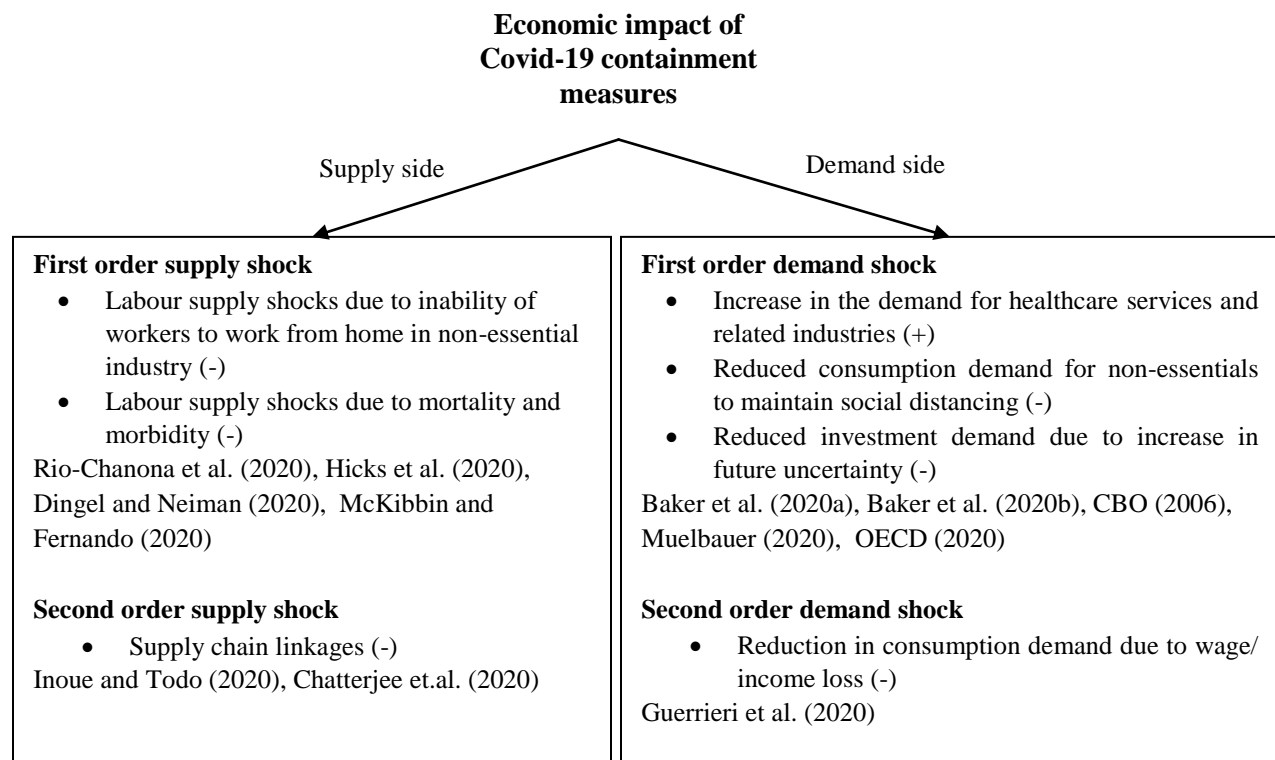 Economic impact of
Covid-19 containment
measures
Supply side
Demand side
First order supply shock
• Labour supply shocks due to inability of
workers to work from home in non-essential
industry (-)
• Labour supply shocks due to mortality and
morbidity (-)
Rio-Chanona et al. (2020), Hicks et al. (2020),
Dingel and Neiman (2020), McKibbin and
Fernando (2020)
Second order supply shock
• Supply chain linkages (-)
Inoue and Todo (2020), Chatterjee et.al. (2020)
First order demand shock
• Increase in the demand for healthcare services and
related industries (+)
• Reduced consumption demand for non-essentials
to maintain social distancing (-)
• Reduced investment demand due to increase in
future uncertainty (-)
Baker et al. (2020a), Baker et al. (2020b), CBO (2006),
Muelbauer (2020), OECD (2020)
Second order demand shock
• Reduction in consumption demand due to wage/
income loss (-)
Guerrieri et al. (2020)